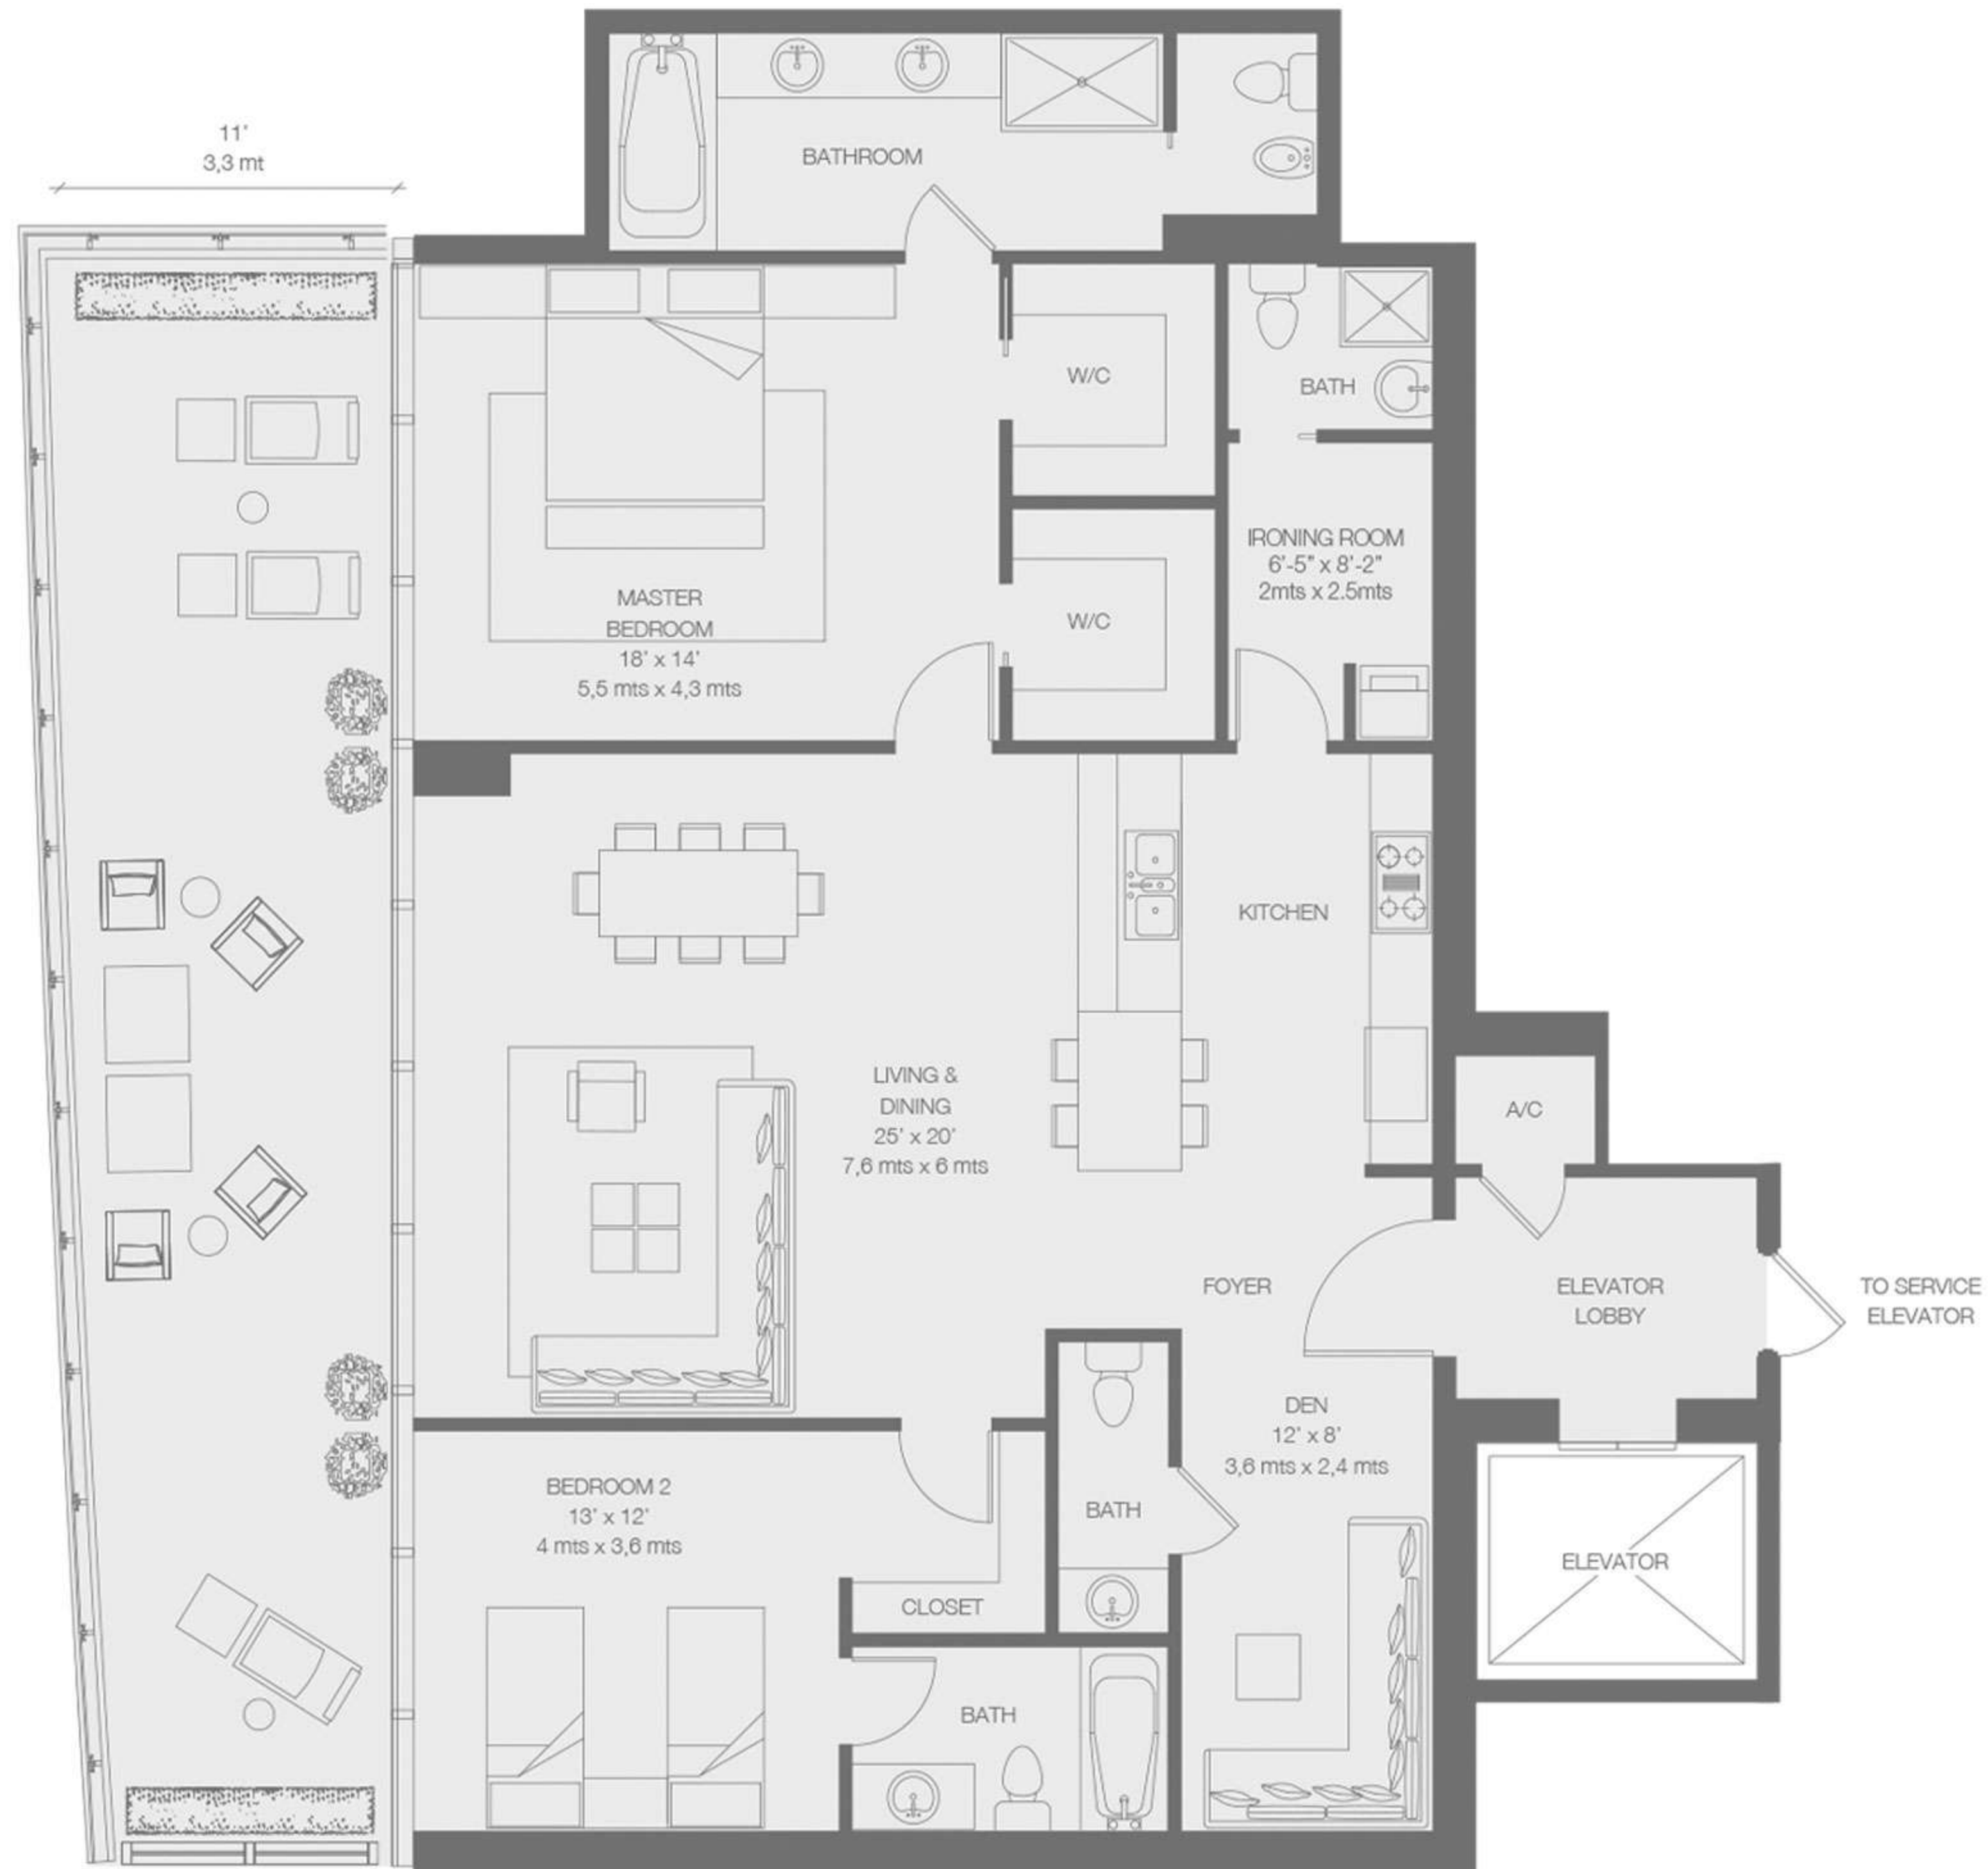 11'
3,3 mt
BATHROOM
W/C
BATH
IRONING ROOM
6'-5" x 8'-2"
2mts x 2.5mts
MASTER
BEDROOM
18' x 14'
5,5 mts x 4,3 mts
W/C
KITCHEN
LIVING &
DINING
25' x 20'
7,6 mts x 6 mts
A/C
FOYER
ELEVATOR
LOBBY
TO SERVICE
ELEVATOR
DEN
12' x 8'
3,6 mts x 2,4 mts
BEDROOM 2
13' x 12'
4 mts x 3,6 mts
BATH
ELEVATOR
CLOSET
BATH